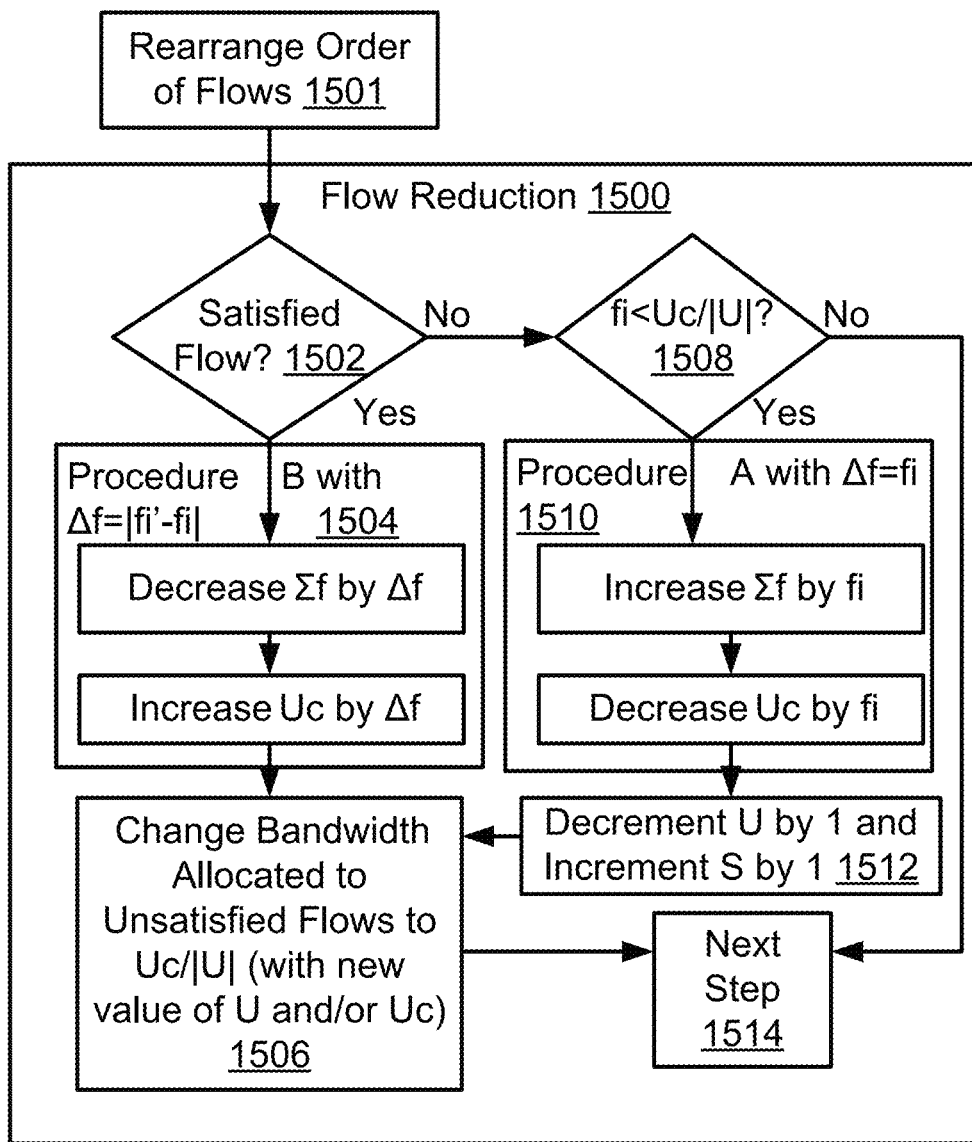 Rearrange Order
of Flows 1501
Flow Reduction 1500
Satisfied
Flow? 1502
No
Yes
fi<Uc/|U|?
1508
No
Yes
Procedure B with
Δf=|fi’-fi| 1504
Decrease Σf by Δf
Increase Uc by Δf
Procedure A with Δf=fi
1510
Increase Σf by fi
Decrease Uc by fi
Change Bandwidth
Allocated to
Unsatisfied Flows to
Uc/|U| (with new
value of U and/or Uc)
1506
Decrement U by 1 and
Increment S by 1 1512
Next
Step
1514